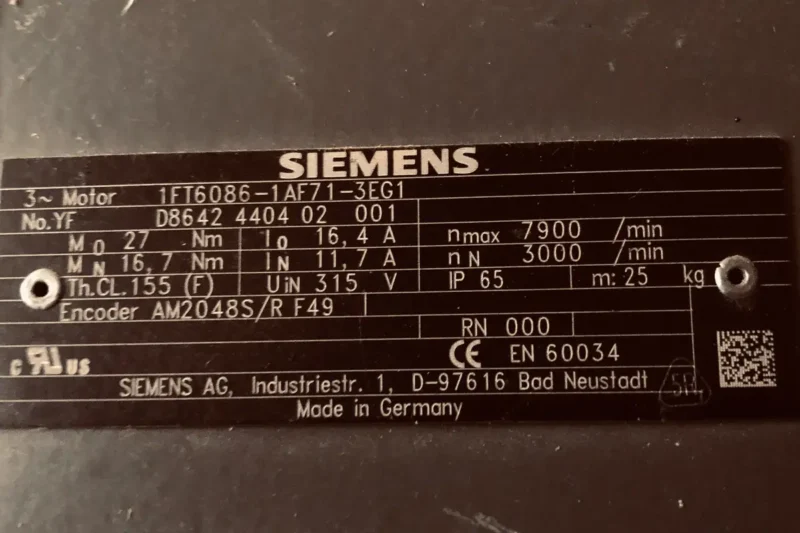 SIEMENS
3~ Motor 1FT6086-1AF71-3EG1
No.YF D8642 4404 02 001
M0 27 Nm I0 16,4 A nmax 7900 /min
MN 16,7 Nm IN 11,7 A nN 3000 /min
Th.CL.155 (F) UiN 315 V IP 65 m: 25 kg
Encoder AM2048S/R F49
RN 000
c UL us CE EN 60034
SIEMENS AG, Industriestr. 1, D-97616 Bad Neustadt
Made in Germany